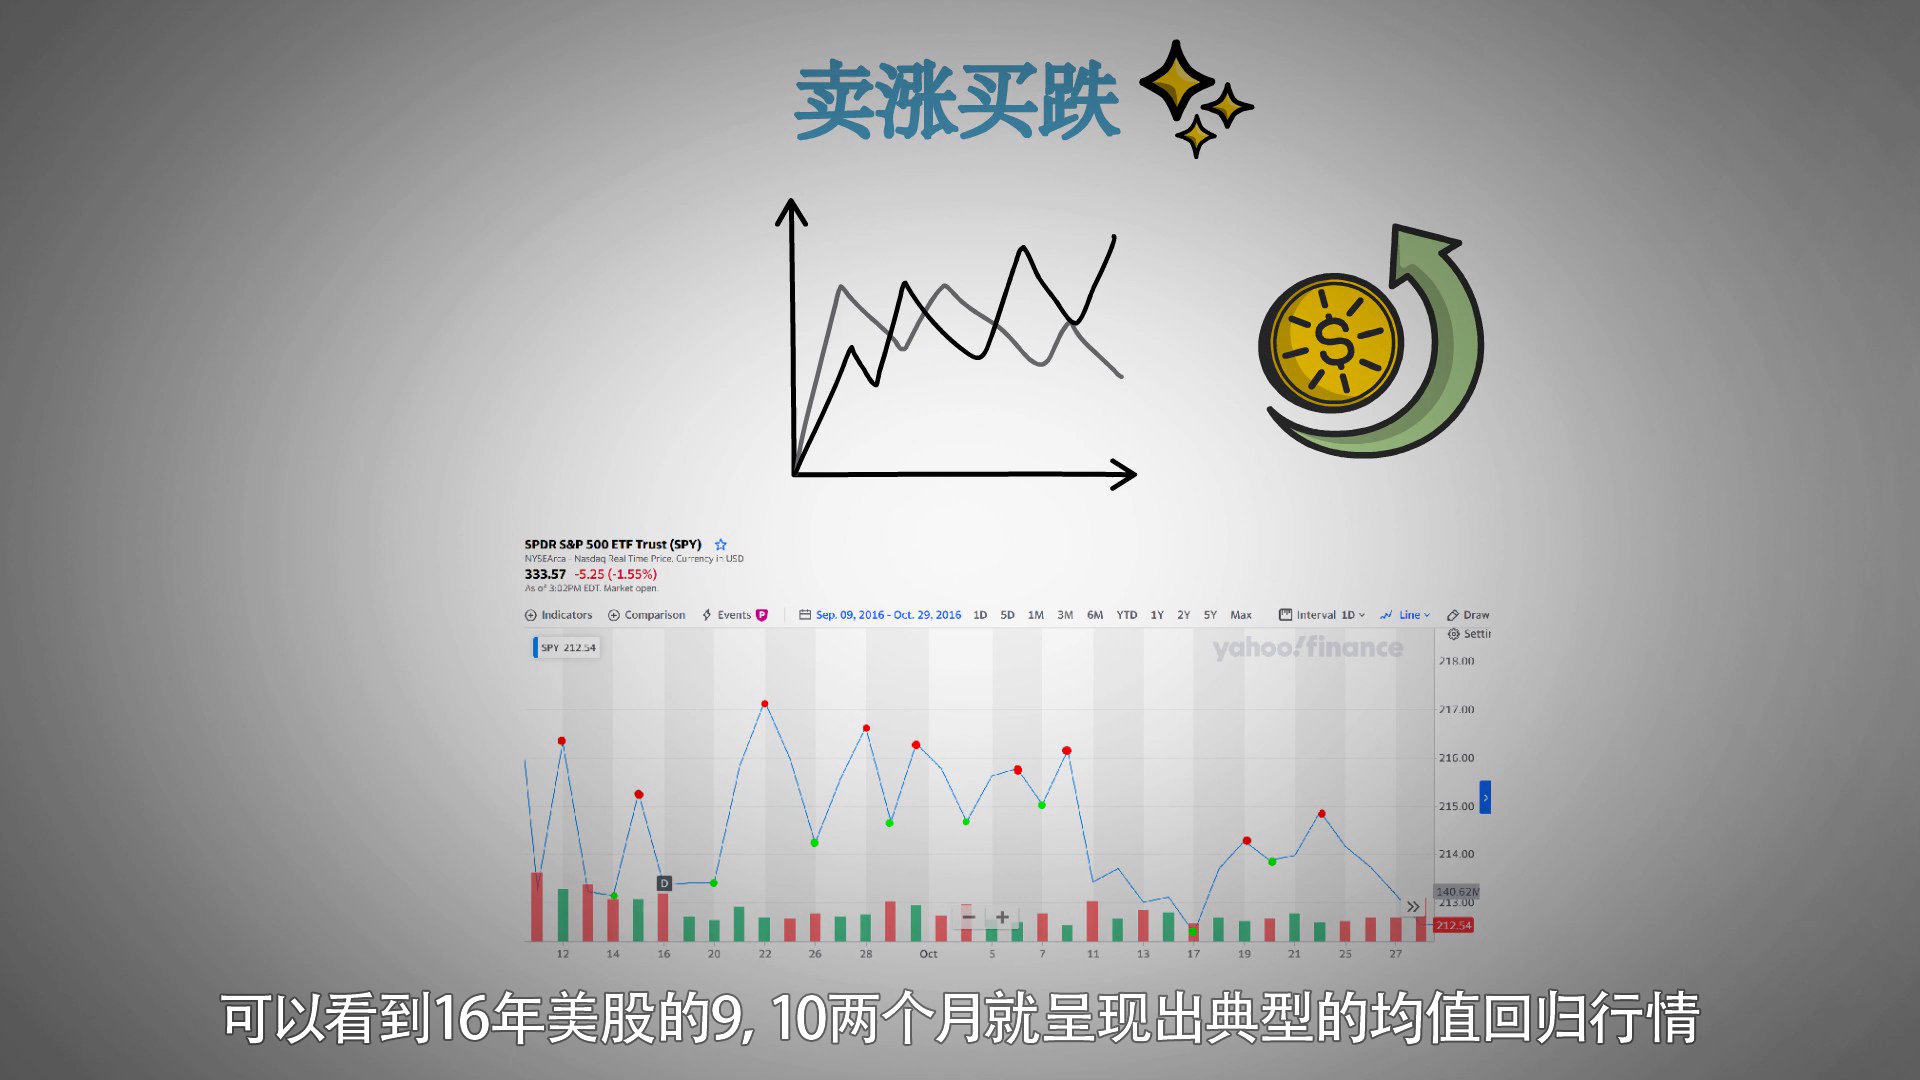 卖涨买跌
$
SPDR S&P 500 ETF Trust (SPY)
NYSEArca - Nasdaq Real Time Price. Currency in USD
333.57 -5.25 (-1.55%)
As of 3:02PM EDT. Market open.
Indicators Comparison Events P Sep. 09, 2016 - Oct. 29, 2016 1D 5D 1M 3M 6M YTD 1Y 2Y 5Y Max Interval 1D Line Draw
Settin
SPY 212.54
yahoo!finance
218.00
217.00
216.00
215.00
214.00
D
140.62M
213.00
212.54
12 14 16 20 22 26 28 Oct 5 7 11 13 17 19 21 25 27
可以看到16年美股的9, 10两个月就呈现出典型的均值回归行情